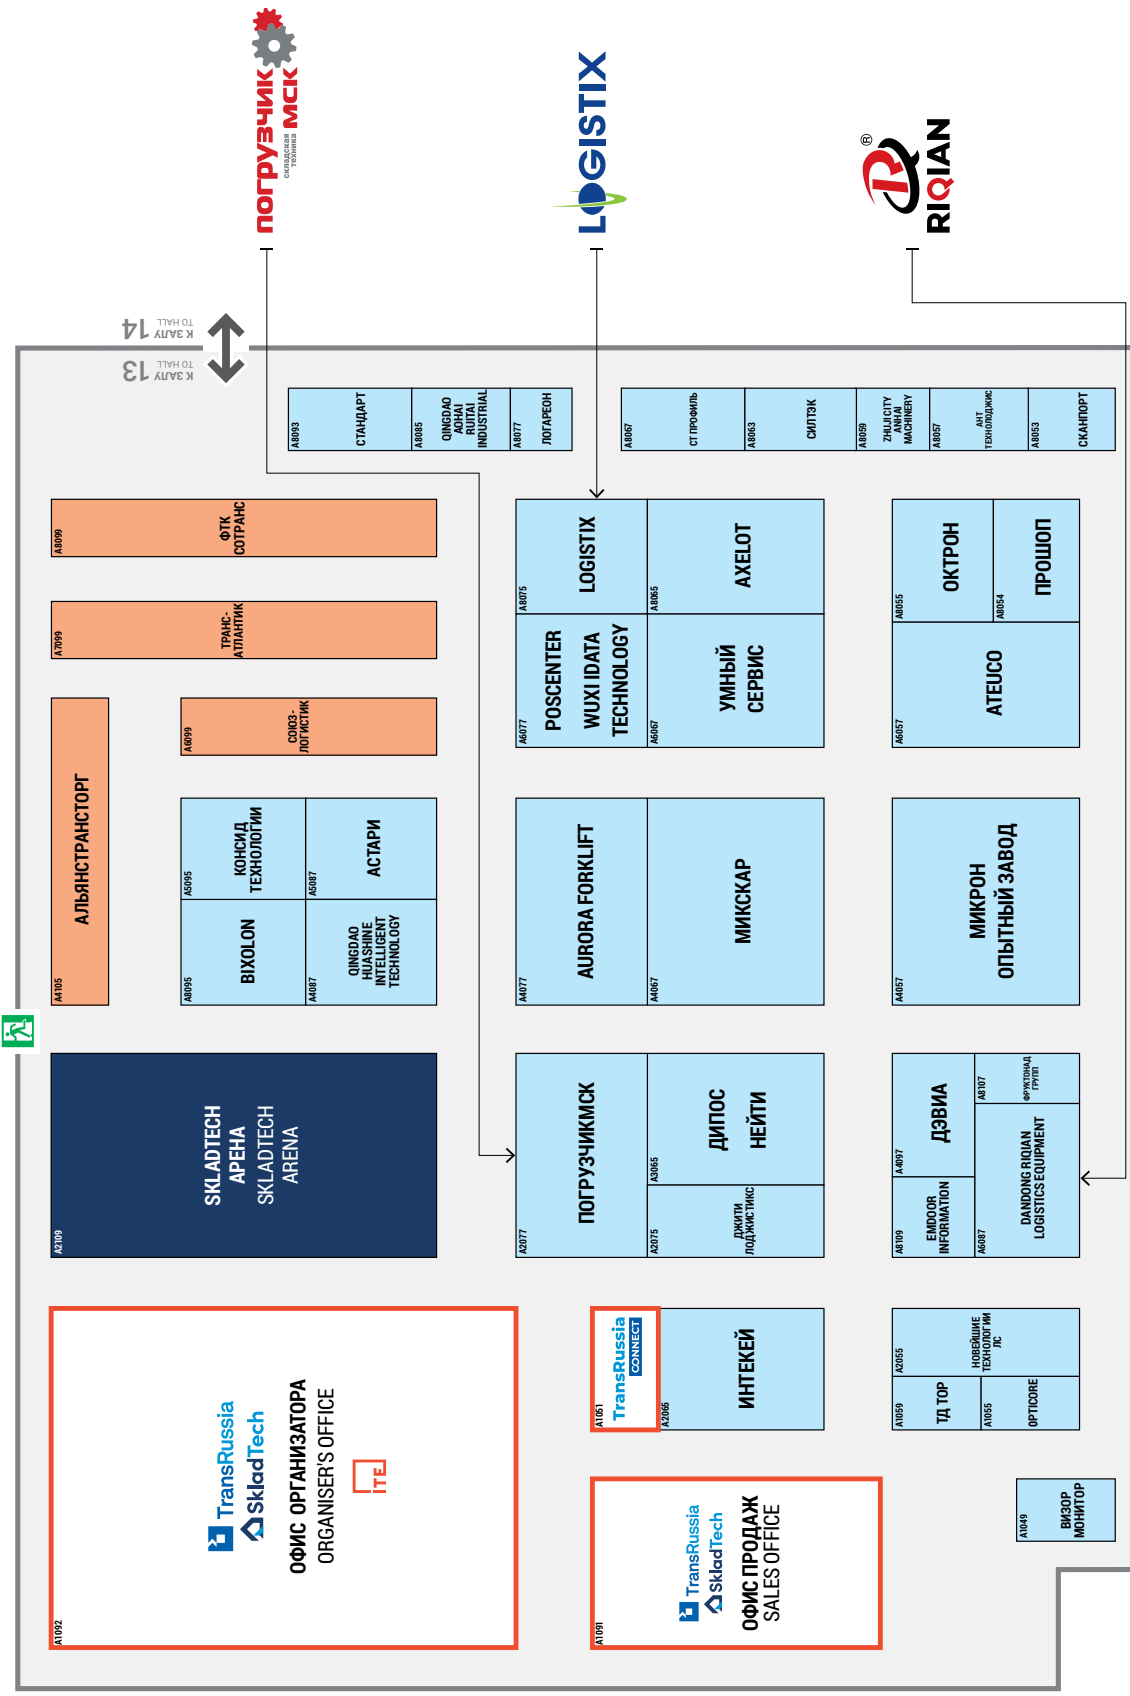 ПОГРУЗЧИК
складская
техника
МСК
LOGISTIX
®
RIQIAN
К ЗАЛУ
TO HALL
14
К ЗАЛУ
TO HALL
13
A8093
СТАНДАРТ
A8085
QINGDAO
AOHAI
RUITAI
INDUSTRIAL
A8077
ЛОГАРЕОН
A8067
СТ ПРОФИЛЬ
A8063
СИЛТЭК
A8059
ZHUJI CITY
ANHAI
MACHINERY
A8057
АНТ
ТЕХНОЛОДЖИС
A8053
СКАНПОРТ
A8099
ФТК
СОТРАНС
A7099
ТРАНС-
АТЛАНТИК
A6099
СОЮЗ-
ЛОГИСТИК
A4105
АЛЬЯНСТРАНСТОРГ
A8075
LOGISTIX
A8065
AXELOT
A6077
POSCENTER
WUXI IDATA
TECHNOLOGY
A6067
УМНЫЙ
СЕРВИС
A8055
ОКТРОН
A8054
ПРОШОП
A6057
ATEUCO
A5095
КОНСИД
ТЕХНОЛОГИИ
A5087
АСТАРИ
A8095
BIXOLON
A4087
QINGDAO
HUASHINE
INTELLIGENT
TECHNOLOGY
A4077
AURORA FORKLIFT
A4067
МИКСКАР
A4057
МИКРОН
ОПЫТНЫЙ ЗАВОД
A2109
SKLADTECH
АРЕНА
SKLADTECH
ARENA
A2077
ПОГРУЗЧИКМСК
A3065
ДИПОС
НЕЙТИ
A2075
ДЖИТИ
ЛОДЖИСТИКС
A4097
ДЭВИА
A8107
ФРУКТОНАД
ГРУПП
A8109
EMDOOR
INFORMATION
A6087
DANDONG RIQIAN
LOGISTICS EQUIPMENT
A1092
TransRussia
SkladTech
ОФИС ОРГАНИЗАТОРА
ORGANISER'S OFFICE
ITE
A1051
TransRussia
CONNECT
A2065
ИНТЕКЕЙ
A2055
НОВЕЙШИЕ
ТЕХНОЛОГИИ
ЛС
A1059
ТД ТОР
A1055
OPTICORE
A1091
TransRussia
SkladTech
ОФИС ПРОДАЖ
SALES OFFICE
A1049
ВИЗОР
МОНИТОР